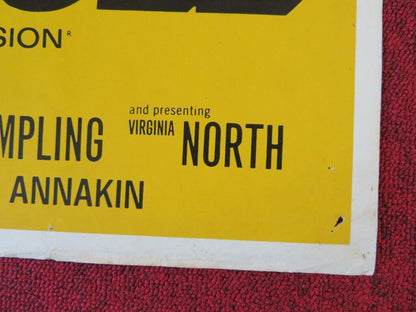 SION®
and presenting
MPLING VIRGINIA NORTH
ANNAKIN